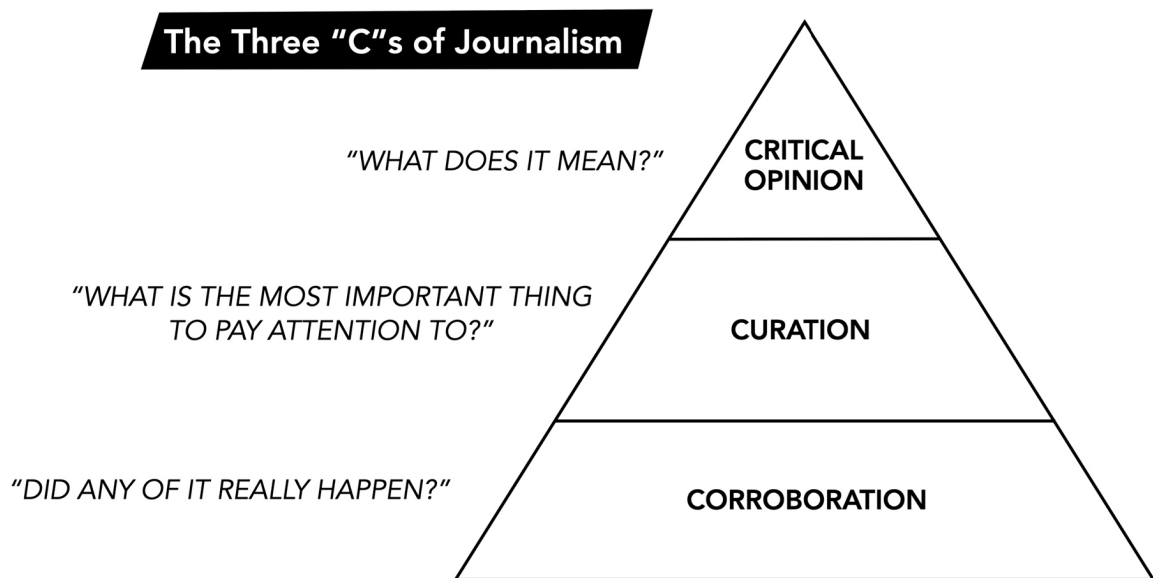 The Three “C”s of Journalism
“WHAT DOES IT MEAN?”
CRITICAL
OPINION
“WHAT IS THE MOST IMPORTANT THING
TO PAY ATTENTION TO?”
CURATION
“DID ANY OF IT REALLY HAPPEN?”
CORROBORATION